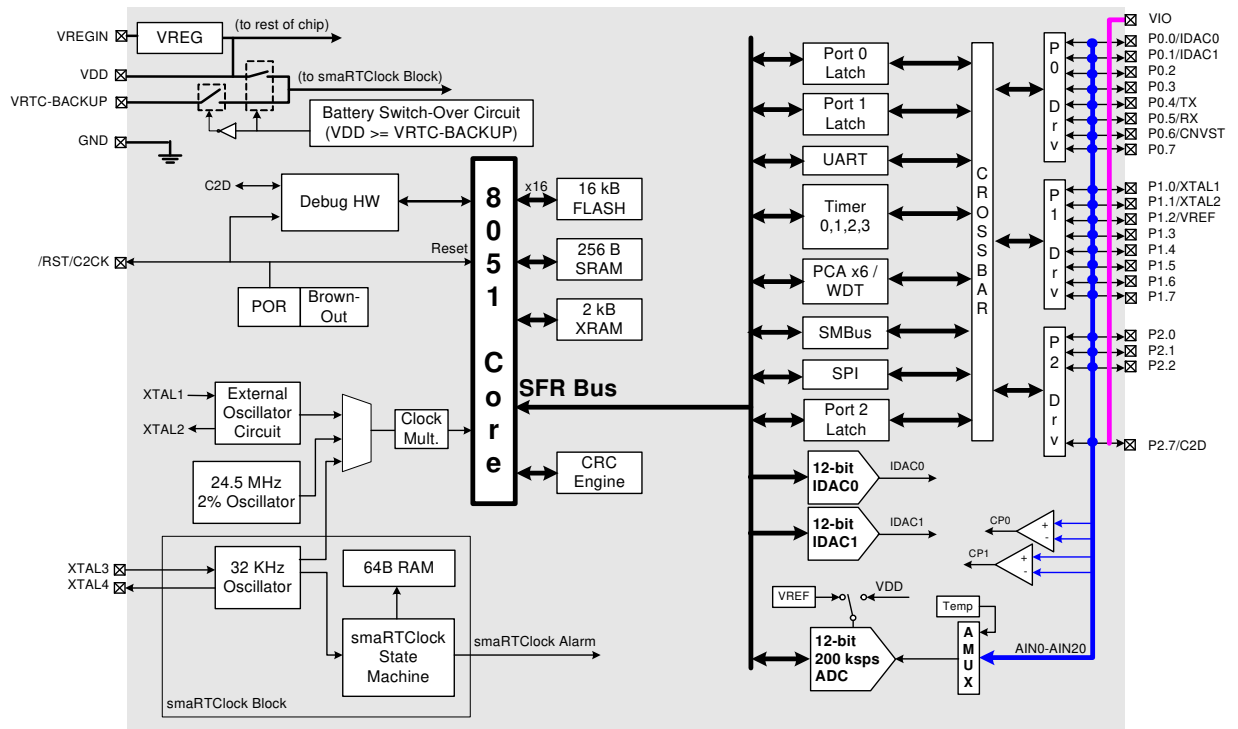 VREGIN
VREG
(to rest of chip)
VDD
(to smaRTClock Block)
VRTC-BACKUP
Battery Switch-Over Circuit
(VDD >= VRTC-BACKUP)
GND
C2D
Debug HW
/RST/C2CK
Reset
POR
Brown-
Out
8051 Core
x16
16 kB
FLASH
256 B
SRAM
2 kB
XRAM
SFR Bus
CRC
Engine
XTAL1
XTAL2
External
Oscillator
Circuit
Clock
Mult.
24.5 MHz
2% Oscillator
XTAL3
XTAL4
32 KHz
Oscillator
64B RAM
smaRTClock
State
Machine
smaRTClock Alarm
smaRTClock Block
Port 0
Latch
Port 1
Latch
UART
Timer
0,1,2,3
PCA x6 /
WDT
SMBus
SPI
Port 2
Latch
CROSSBAR
P0 Drv
P1 Drv
P2 Drv
VIO
P0.0/IDAC0
P0.1/IDAC1
P0.2
P0.3
P0.4/TX
P0.5/RX
P0.6/CNVST
P0.7
P1.0/XTAL1
P1.1/XTAL2
P1.2/VREF
P1.3
P1.4
P1.5
P1.6
P1.7
P2.0
P2.1
P2.2
P2.7/C2D
12-bit
IDAC0
IDAC0
12-bit
IDAC1
IDAC1
CP0
+
-
CP1
+
-
VREF
VDD
12-bit
200 ksps
ADC
Temp
AMUX
AIN0-AIN20